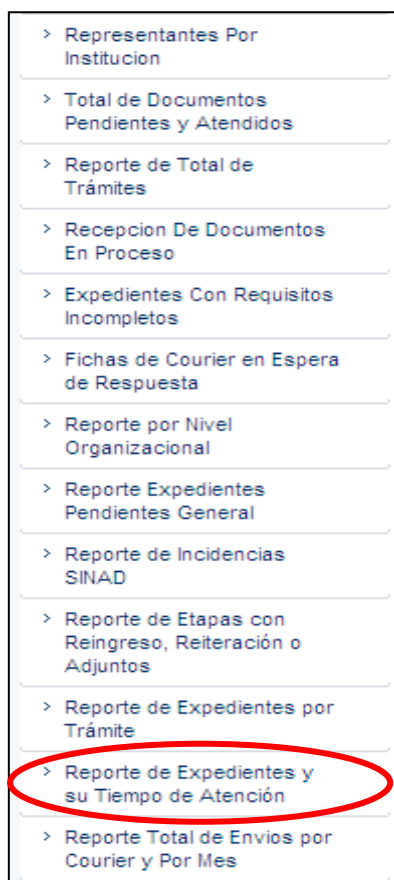 > Representantes Por
Institucion
> Total de Documentos
Pendientes y Atendidos
> Reporte de Total de
Trámites
> Recepcion De Documentos
En Proceso
> Expedientes Con Requisitos
Incompletos
> Fichas de Courier en Espera
de Respuesta
> Reporte por Nivel
Organizacional
> Reporte Expedientes
Pendientes General
> Reporte de Incidencias
SINAD
> Reporte de Etapas con
Reingreso, Reiteración o
Adjuntos
> Reporte de Expedientes por
Trámite
> Reporte de Expedientes y
su Tiempo de Atención
> Reporte Total de Envios por
Courier y Por Mes